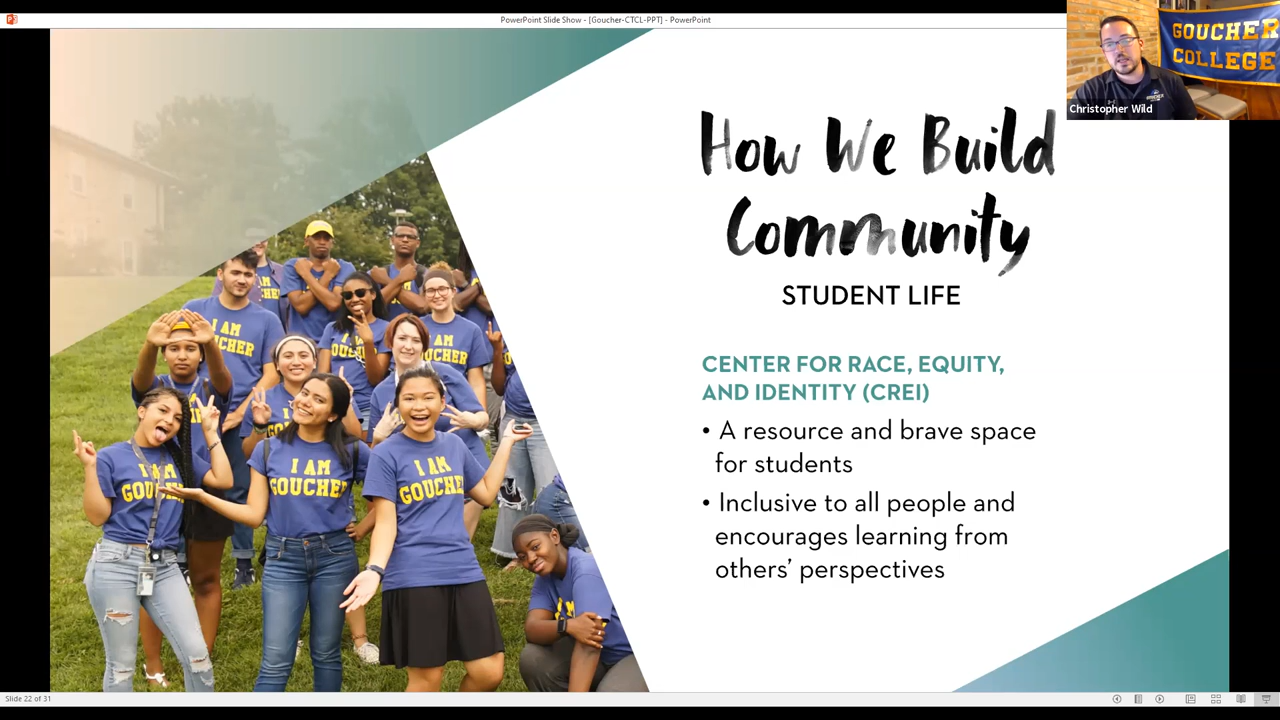 PowerPoint Slide Show - [Goucher-CTCL-PPT] - PowerPoint
GOUCHER
COLLEGE
Christopher Wild
How We Build
Community
STUDENT LIFE
CENTER FOR RACE, EQUITY,
AND IDENTITY (CREI)
• A resource and brave space
for students
• Inclusive to all people and
encourages learning from
others’ perspectives
I AM
GOUCHER
I AM
GOUCHER
I AM
GOUCHER
Slide 22 of 31